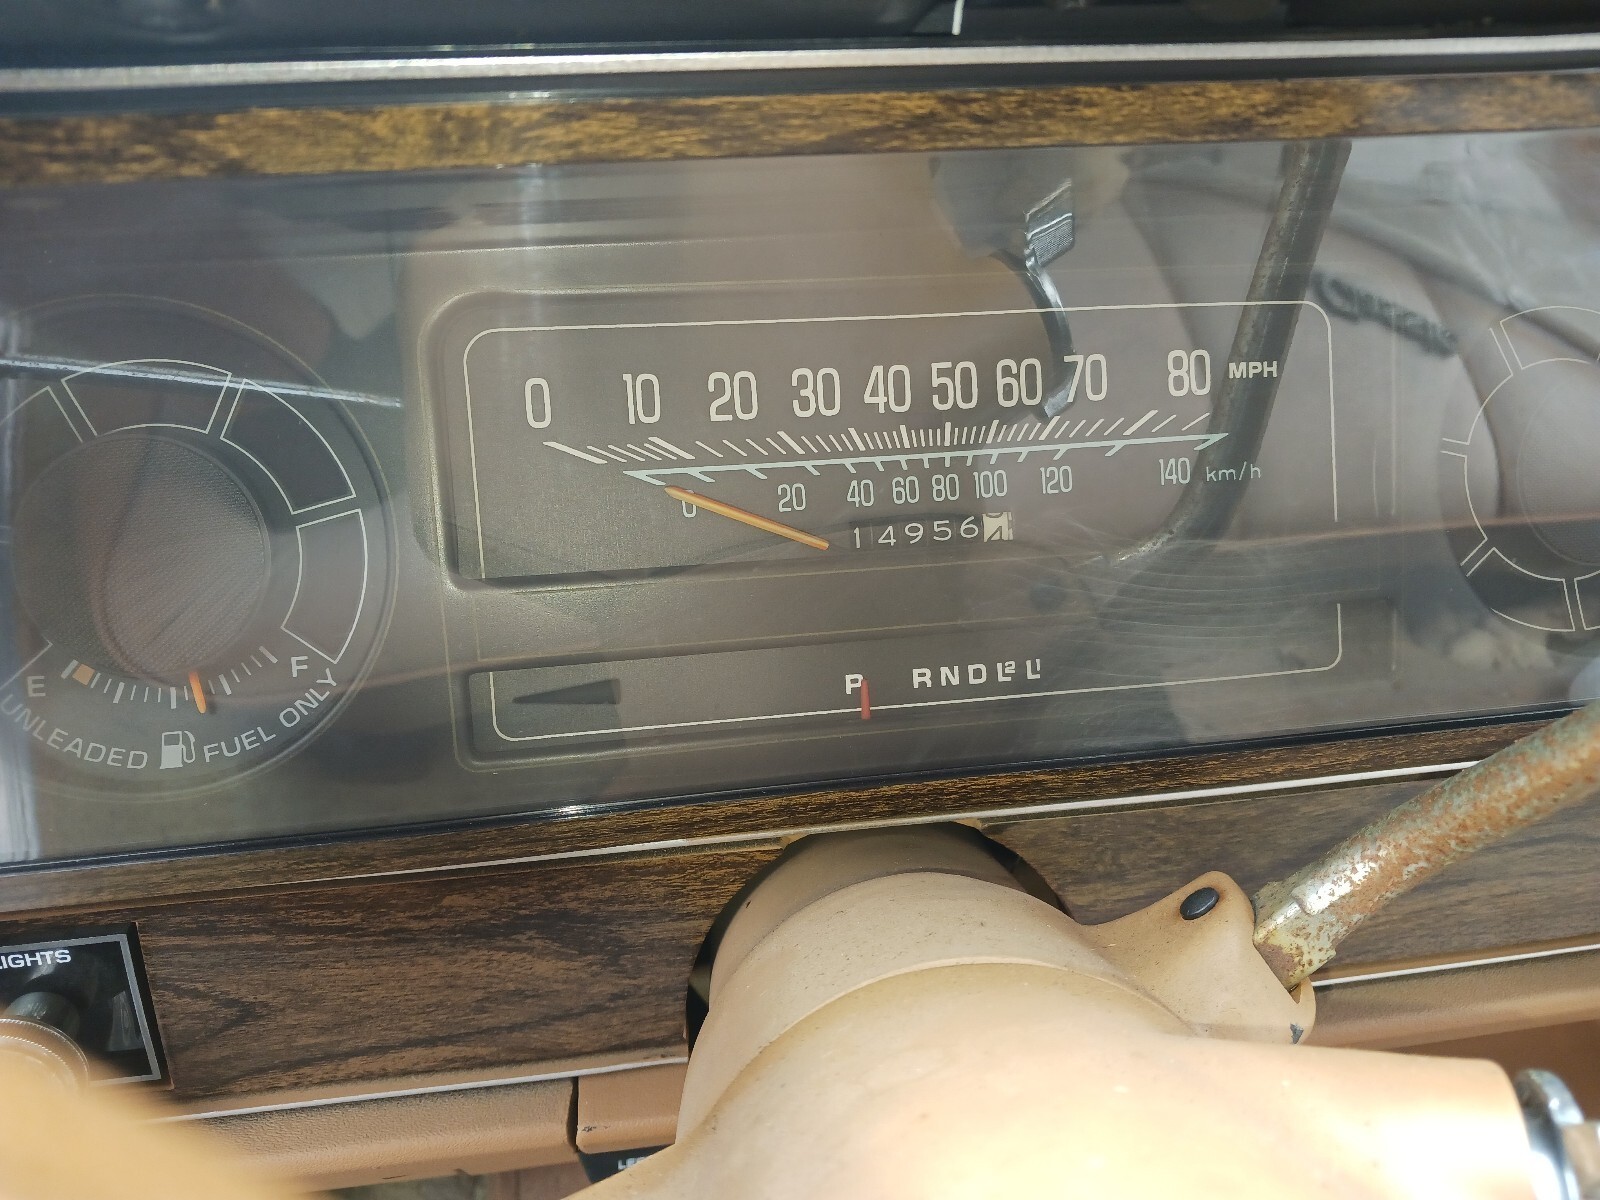 0 10 20 30 40 50 60 70 80 MPH
0 20 40 60 80 100 120 140 km/h
14956
E F
UNLEADED FUEL ONLY
P R N D L2 L1